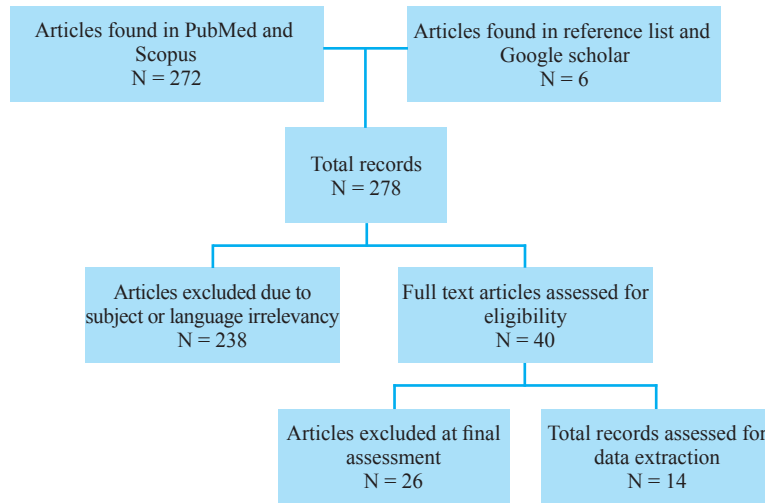 Articles found in PubMed and
Scopus
N = 272
Articles found in reference list and
Google scholar
N = 6
Total records
N = 278
Articles excluded due to
subject or language irrelevancy
N = 238
Full text articles assessed for
eligibility
N = 40
Articles excluded at final
assessment
N = 26
Total records assessed for
data extraction
N = 14